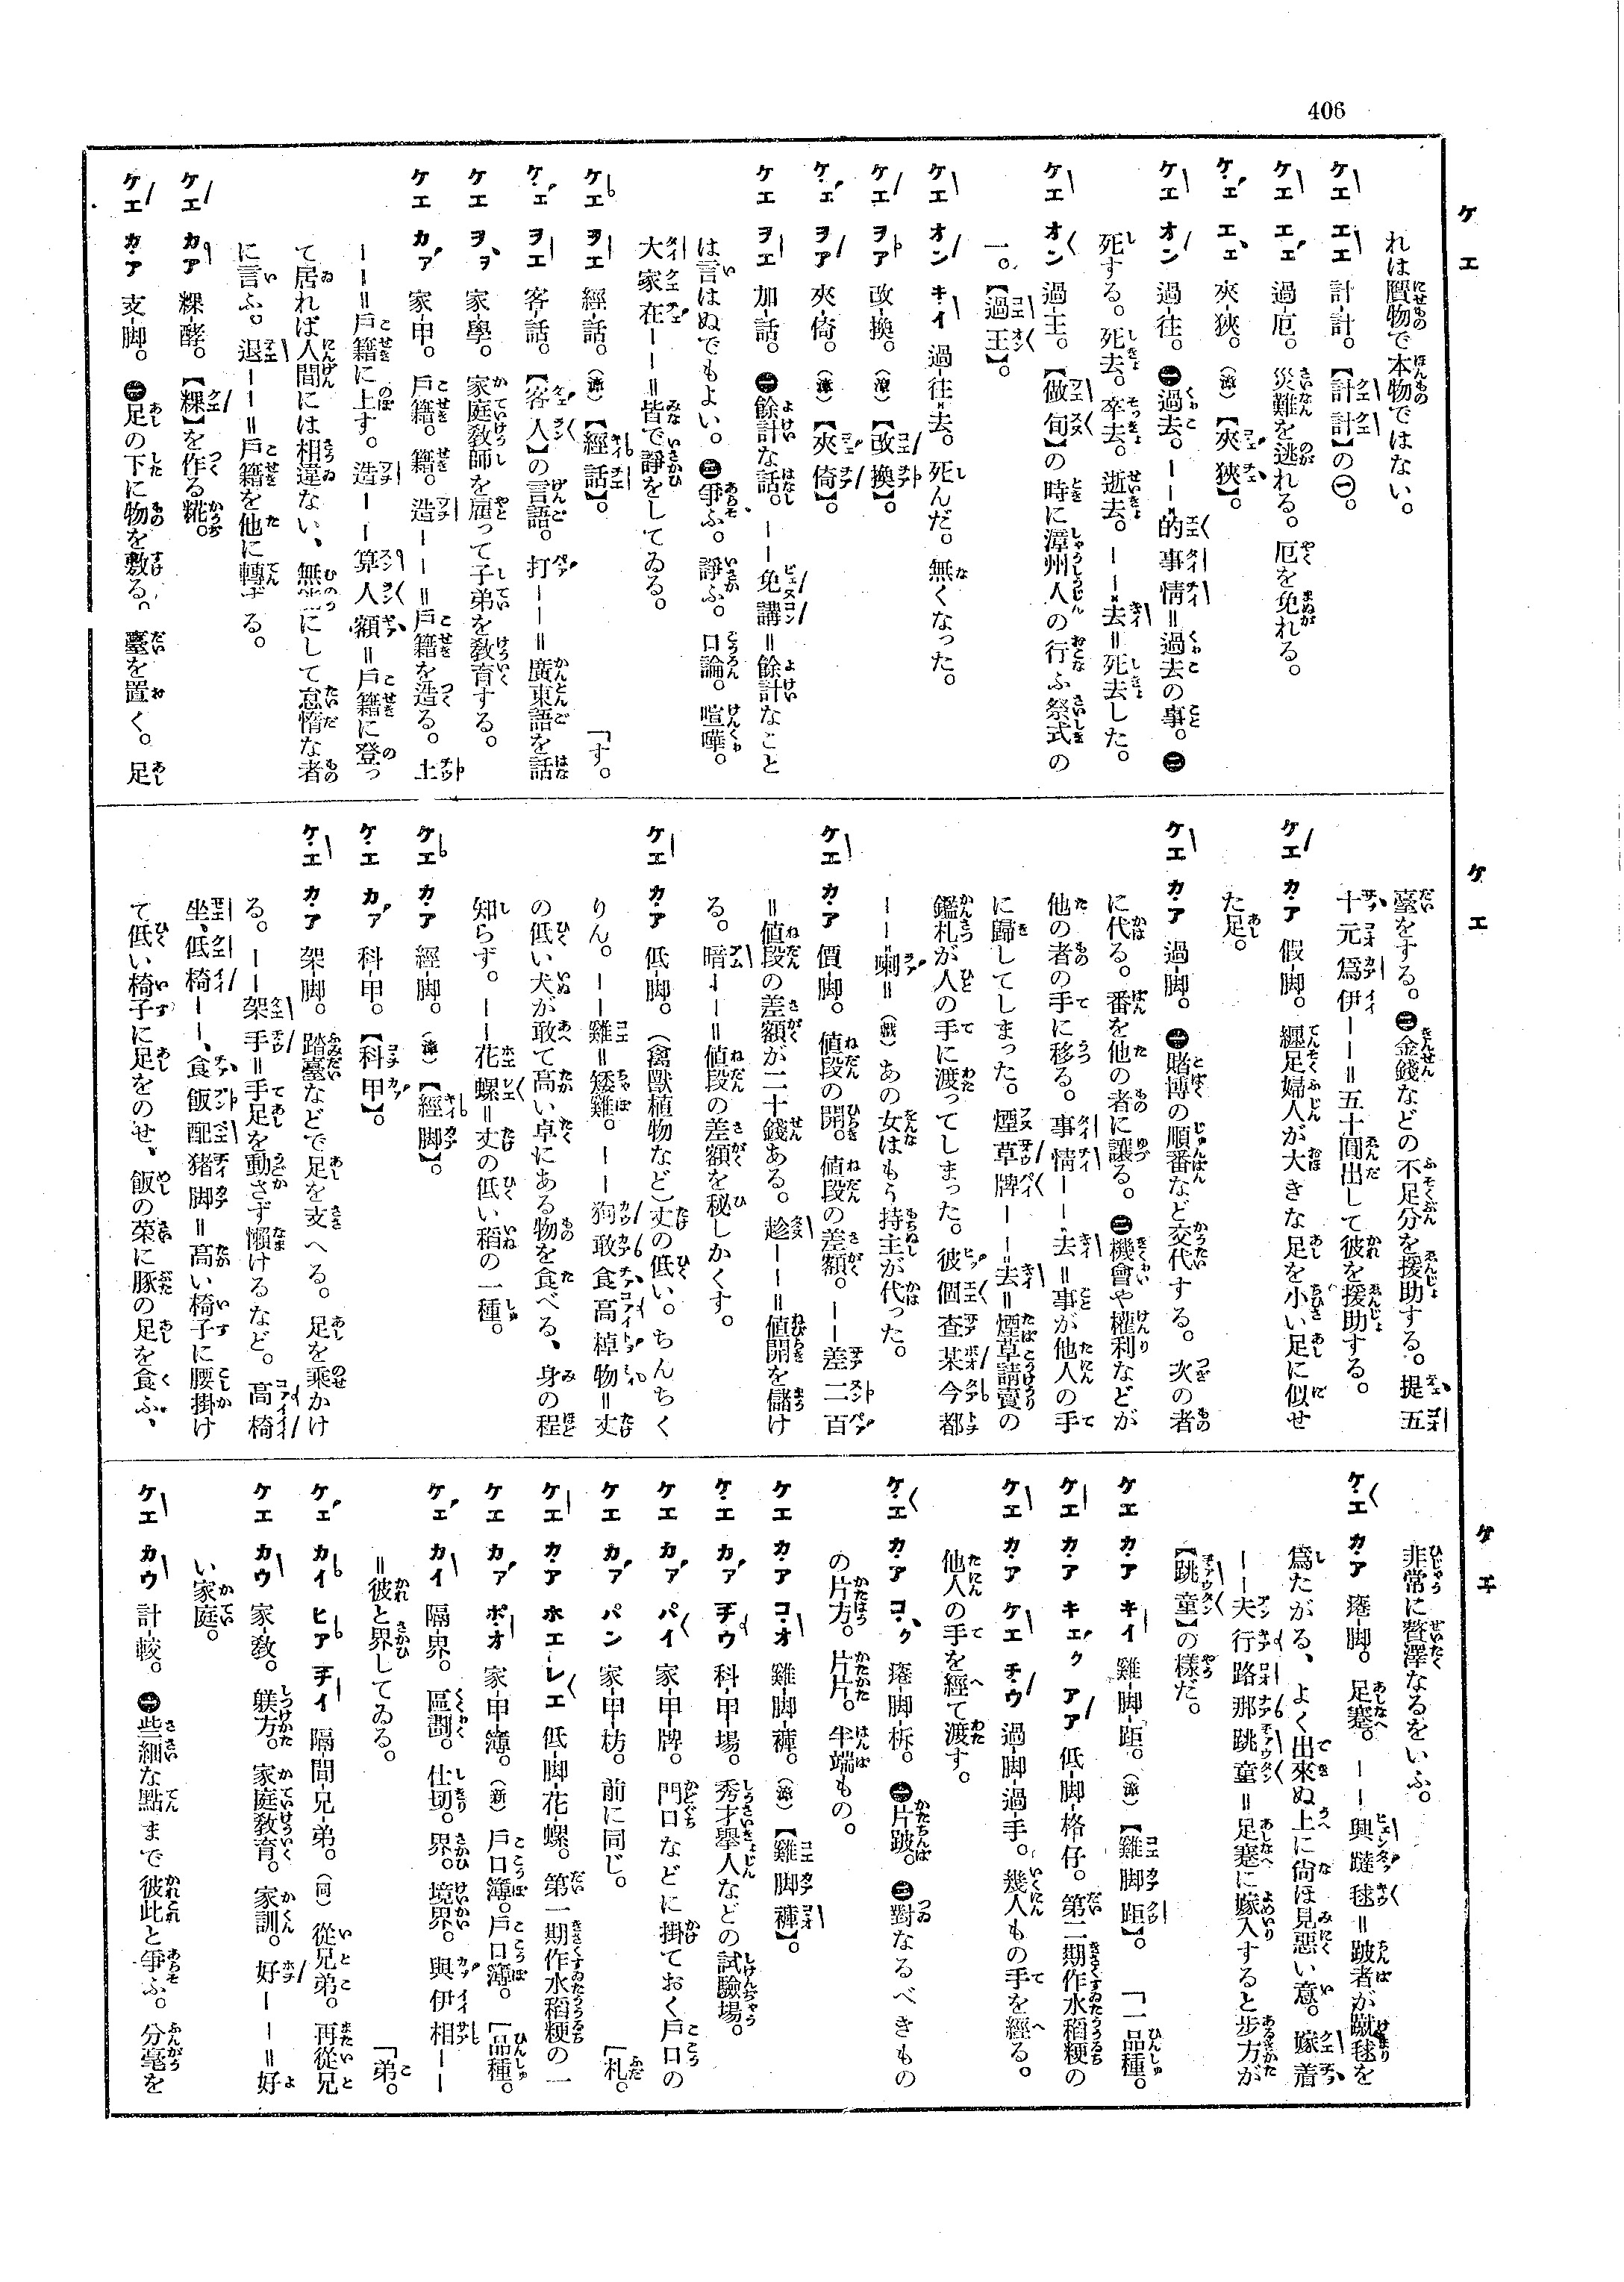 406
ケエ
れは贋物で本物ではない。
ケエ エエ 計-計。【計計】の㊀。
ケエ エエ 過-厄。災難を逃れる。厄を免れる。
ケエ エエ 夾-狹。(漳)【夾狹】。
ケエ オン 過-往。㊀過去。――的事情=過去の事。㊁
死する。死去。卒去。逝去。――去=死去した。
ケエ オン 過-王。【做旬】の時に漳州人の行ふ祭式の
一。【過王】。
ケエ オン キイ 過-往-去。死んだ。無くなった。
ケエ ヲア 改-換。(漳)【改換】。
ケエ ヲア 夾-倚。(漳)【夾倚】。
ケエ ヲエ 加-話。㊀餘計な話。――免講=餘計なこと
は言はぬでもよい。㊁爭ふ。諍ふ。口論。喧嘩。
大家在――=皆で諍をしてゐる。
ケエ ヲエ 經-話。(漳)【經話】。「す。
ケエ ヲエ 客-話。【客人】の言語。打――=廣東語を話
ケエ ヲヲ 家-學。家庭教師を雇って子弟を教育する。
ケエ カア 家-甲。戶籍。籍。造――=戶籍を造る。土
――=戶籍に上す。造――算人額=戶籍に登っ
て居れば人間には相違ない、無能にして怠惰な者
に言ふ。退――=戶籍を他に轉ずる。
ケエ カア 粿-酵。【粿】を作る糀。
ケエ カア 支-脚。㊀足の下に物を敷る。臺を置く。足
ケエ
臺をする。㊁金錢などの不足分を援助する。提五
十元爲伊――=五十圓出して彼を援助する。
ケエ カア 假-脚。纒足婦人が大きな足を小い足に似せ
た足。
ケエ カア 過-脚。㊀賭博の順番など交代する。次の者
に代る。番を他の者に讓る。㊁機會や權利などが
他の者の手に移る。事情――去=事が他人の手
に歸してしまった。煙草牌――去=煙草請賣の
鑑札が人の手に渡ってしまった。彼個査某今都
――喇=(戲)あの女はもう持主が代った。
ケエ カア 價-脚。値段の開。値段の差額。――差二百
=値段の差額が二十錢ある。趁――=値開を儲け
る。暗――=値段の差額を秘しかくす。
ケエ カア 低-脚。(禽獸植物など)丈の低い。ちんちく
りん。――雞=矮雞。――狗敢食高棹物=丈
の低い犬が敢て高い卓にある物を食べる、身の程
知らず。――花螺=丈の低い稻の一種。
ケエ カア 經-脚。(漳)【經脚】。
ケエ カア 科-甲。【科甲】。
ケエ カア 架-脚。踏臺などで足を支へる。足を乘かけ
る。――架手=手足を動さず懶けるなど。高椅
坐、低椅――、食飯配猪脚=高い椅子に腰掛け
て低い椅子に足をのせ、飯の菜に豚の足を食ふ、
ケエ
非常に贅澤なるをいふ。
ケエ カア 𤷪-脚。足蹇。――興躂毬=跛者が蹴毬を
爲たがる、よく出來ぬ上に尙ほ見惡い意。嫁着
――夫行路那跳童=足蹇に嫁入すると步方が
【跳童】の樣だ。
ケエ カア キイ 雞-脚-距。(漳)【雞脚距】。「一品種。
ケエ カア キエク アア 低-脚-格仔。第二期作水稻粳の
ケエ カア ケエ チウ 過-脚-過-手。幾人もの手を經る。
他人の手を經て渡す。
ケエ カア コク 𤷪-脚-柝。㊀片跛。㊁對なるべきもの
の片方。片片。半端もの。
ケエ カア コオ 雞-脚-褲。(漳)【雞脚褲】。
ケエ カア チウ 科-甲-場。秀才擧人などの試驗場。
ケエ カア パイ 家-甲-牌。門口などに掛ておく戶口の
ケエ カア パン 家-甲-枋。前に同じ。「札。
ケエ カア ホエ-レエ 低-脚-花-螺。第一期作水稻粳の一
ケエ カア ポオ 家-甲-簿。(新)戶口簿。戶口簿。「品種。
ケエ カイ 隔-界。區劃。仕切。界。境界。與伊相――
=彼と界してゐる。「弟。
ケエ カイ ヒア チイ 隔-間-兄-弟。(同)從兄弟。再從兄
ケエ カウ 家-敎。躾方。家庭敎育。家訓。好――=好
い家庭。
ケエ カウ 計-較。㊀些細な點まで彼此と爭ふ。分毫を